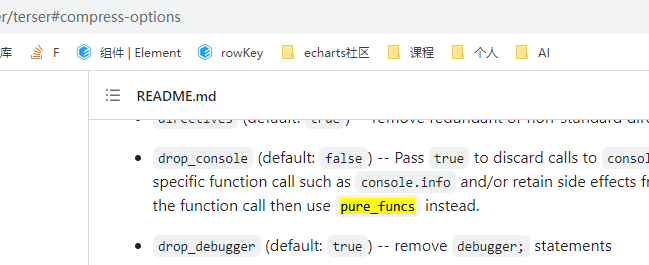 er/terser#compress-options
库 F 组件 | Element rowKey echarts社区 课程 个人 AI
README.md
directives (default: true) -- remove redundant or non-standard dire
drop_console (default: false) -- Pass true to discard calls to consol
specific function call such as console.info and/or retain side effects fr
the function call then use pure_funcs instead.
drop_debugger (default: true) -- remove debugger; statements